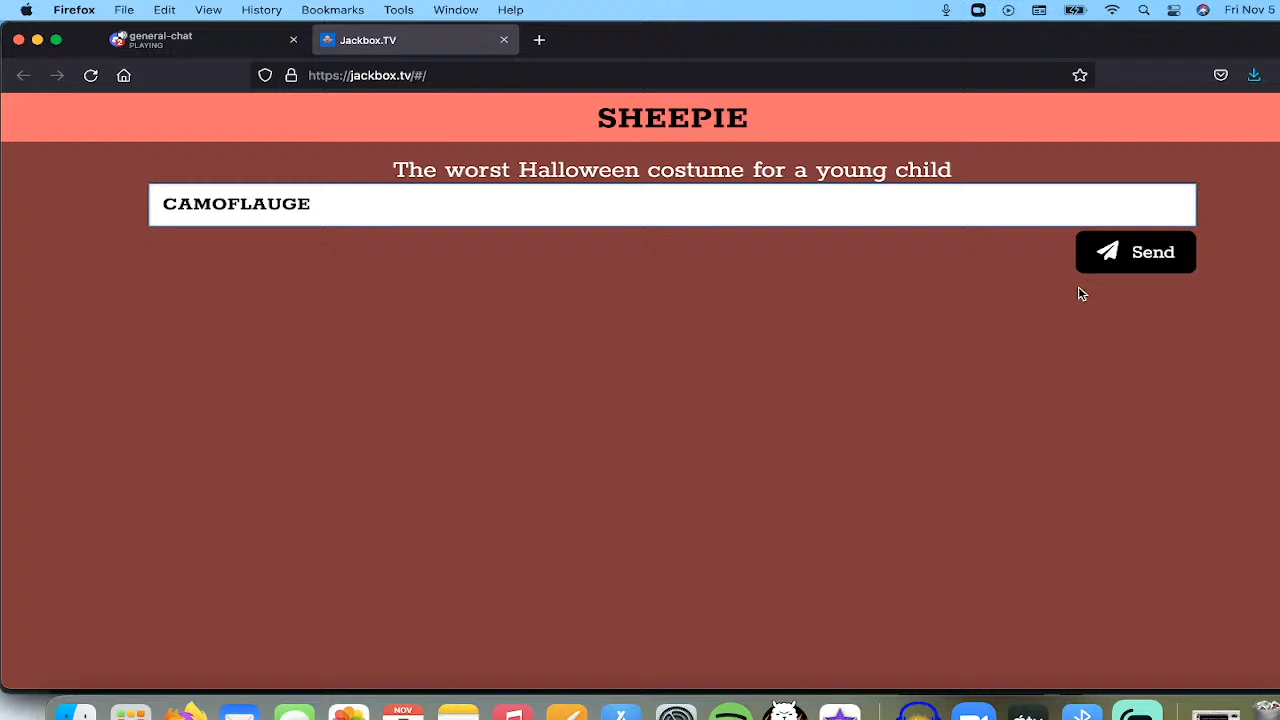 Firefox File Edit View History Bookmarks Tools Window Help Fri Nov 5
general-chat
PLAYING
Jackbox.TV
https://jackbox.tv/#/
SHEEPIE
The worst Halloween costume for a young child
CAMOFLAUGE
Send
NOV